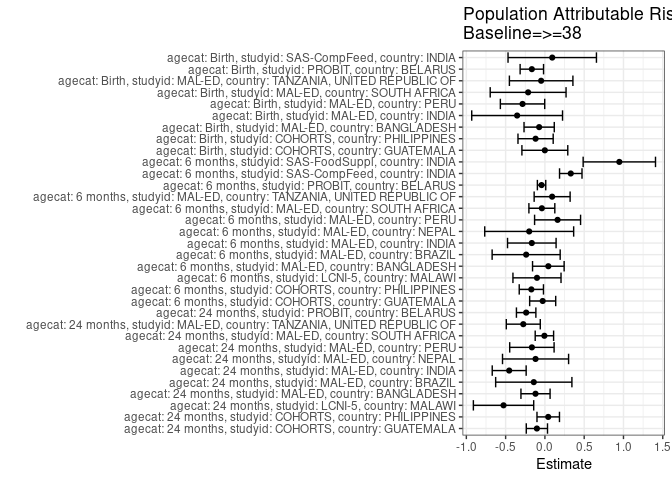 Population Attributable Ris
Baseline=>=38
agecat: Birth, studyid: SAS-CompFeed, country: INDIA
agecat: Birth, studyid: PROBIT, country: BELARUS
agecat: Birth, studyid: MAL-ED, country: TANZANIA, UNITED REPUBLIC OF
agecat: Birth, studyid: MAL-ED, country: SOUTH AFRICA
agecat: Birth, studyid: MAL-ED, country: PERU
agecat: Birth, studyid: MAL-ED, country: INDIA
agecat: Birth, studyid: MAL-ED, country: BANGLADESH
agecat: Birth, studyid: COHORTS, country: PHILIPPINES
agecat: Birth, studyid: COHORTS, country: GUATEMALA
agecat: 6 months, studyid: SAS-FoodSuppl, country: INDIA
agecat: 6 months, studyid: SAS-CompFeed, country: INDIA
agecat: 6 months, studyid: PROBIT, country: BELARUS
agecat: 6 months, studyid: MAL-ED, country: TANZANIA, UNITED REPUBLIC OF
agecat: 6 months, studyid: MAL-ED, country: SOUTH AFRICA
agecat: 6 months, studyid: MAL-ED, country: PERU
agecat: 6 months, studyid: MAL-ED, country: NEPAL
agecat: 6 months, studyid: MAL-ED, country: INDIA
agecat: 6 months, studyid: MAL-ED, country: BRAZIL
agecat: 6 months, studyid: MAL-ED, country: BANGLADESH
agecat: 6 months, studyid: LCNI-5, country: MALAWI
agecat: 6 months, studyid: COHORTS, country: PHILIPPINES
agecat: 6 months, studyid: COHORTS, country: GUATEMALA
agecat: 24 months, studyid: PROBIT, country: BELARUS
agecat: 24 months, studyid: MAL-ED, country: TANZANIA, UNITED REPUBLIC OF
agecat: 24 months, studyid: MAL-ED, country: SOUTH AFRICA
agecat: 24 months, studyid: MAL-ED, country: PERU
agecat: 24 months, studyid: MAL-ED, country: NEPAL
agecat: 24 months, studyid: MAL-ED, country: INDIA
agecat: 24 months, studyid: MAL-ED, country: BRAZIL
agecat: 24 months, studyid: MAL-ED, country: BANGLADESH
agecat: 24 months, studyid: LCNI-5, country: MALAWI
agecat: 24 months, studyid: COHORTS, country: PHILIPPINES
agecat: 24 months, studyid: COHORTS, country: GUATEMALA
-1.0 -0.5 0.0 0.5 1.0 1.5
Estimate